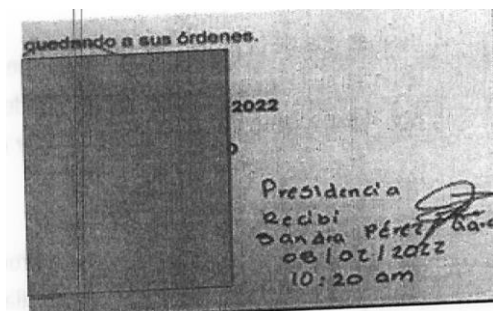 quedando a sus órdenes.
2022
Presidencia
Recibi
Sandra Pérez
08/02/2022
10:20 am